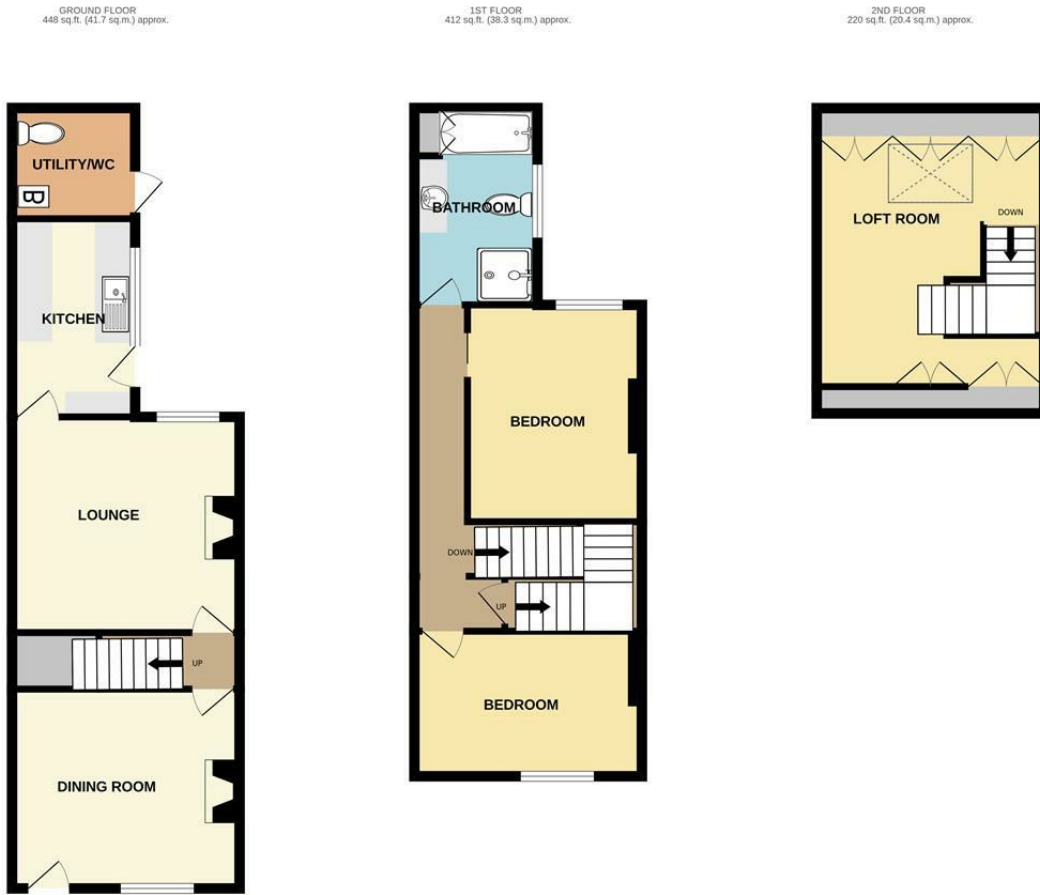 GROUND FLOOR
448 sq.ft. (41.7 sq.m.) approx.
UTILITY/WC
B
KITCHEN
LOUNGE
UP
DINING ROOM
1ST FLOOR
412 sq.ft. (38.3 sq.m.) approx.
BATHROOM
BEDROOM
DOWN
UP
BEDROOM
2ND FLOOR
220 sq.ft. (20.4 sq.m.) approx.
DOWN
LOFT ROOM